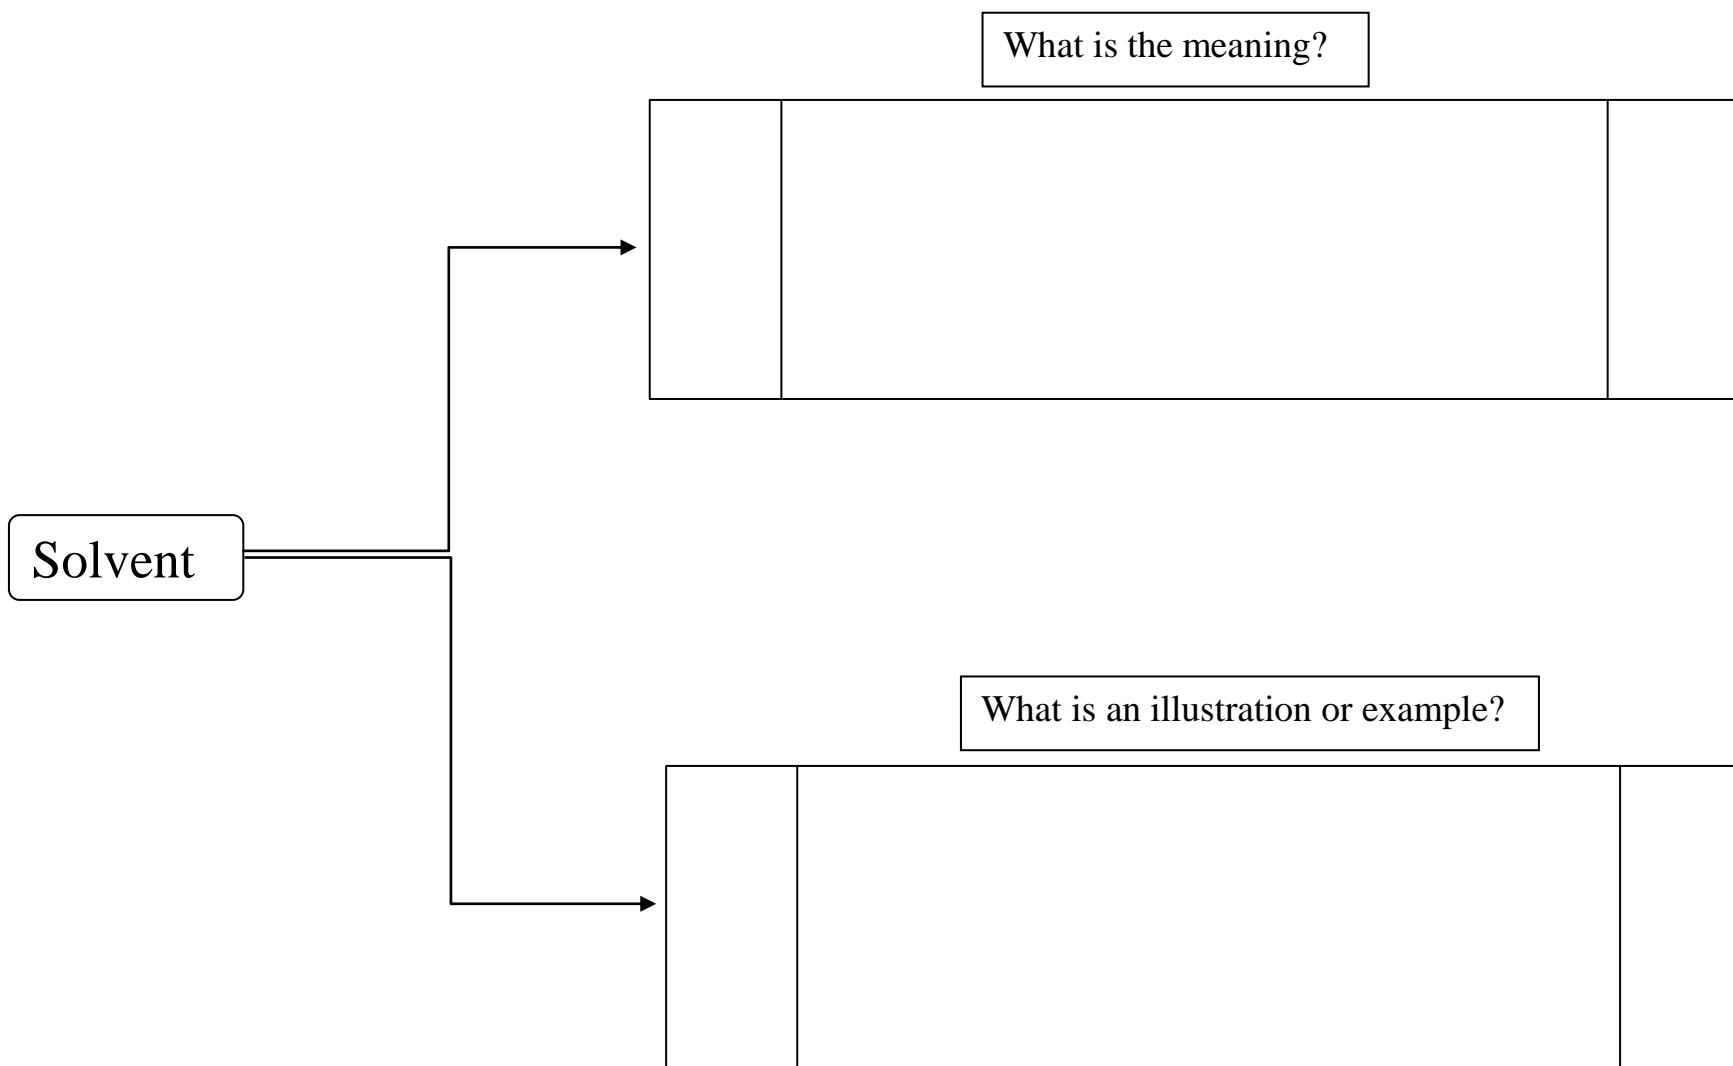 What is the meaning?
Solvent
What is an illustration or example?